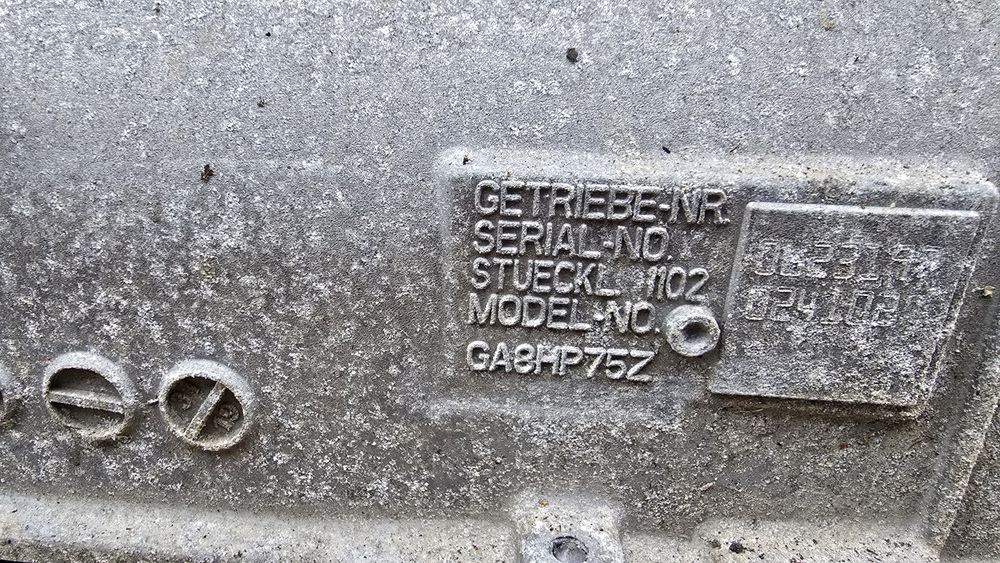 GETRIEBE-NR.
SERIAL-NO.
STUECKL. 1102
MODEL-NO.
GA8HP75Z